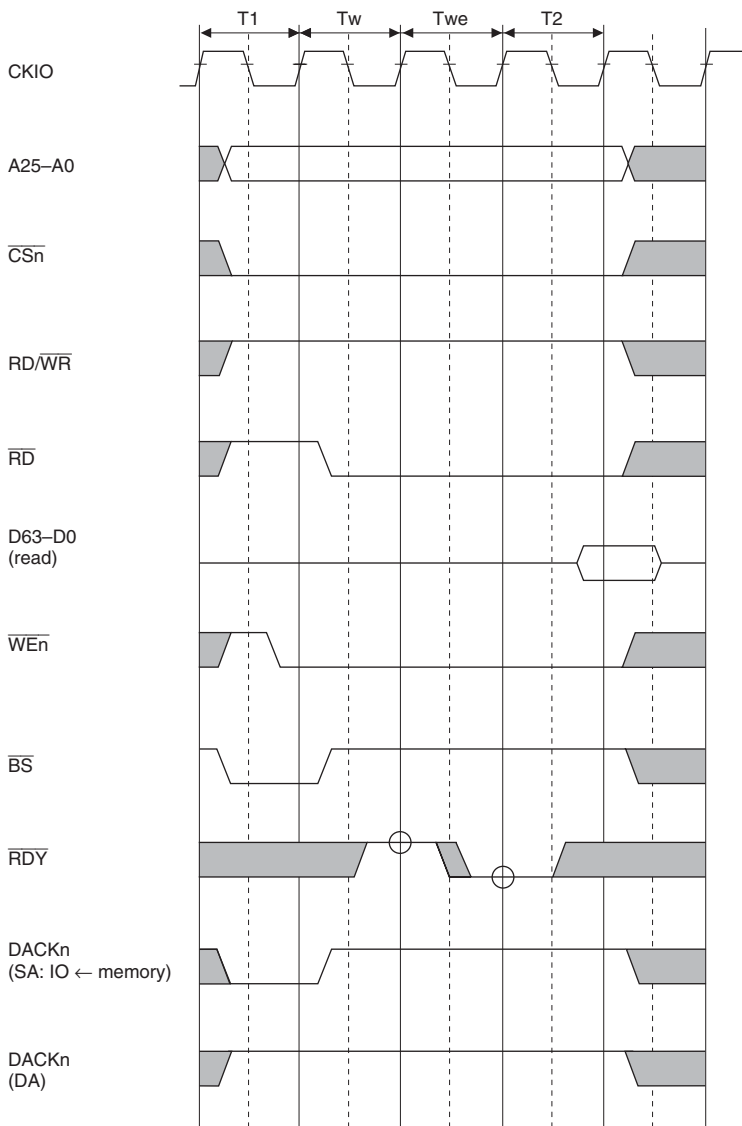 T1 Tw Twe T2
CKIO
A25–A0
CSn
RD/WR
RD
D63–D0
(read)
WEn
BS
RDY
DACKn
(SA: IO ← memory)
DACKn
(DA)